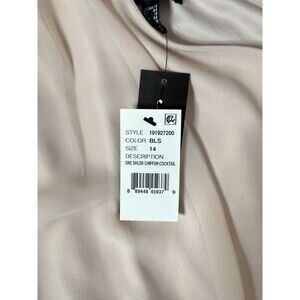 STYLE 191927200
COLOR BLS
SIZE 14
DESCRIPTION
ONE SHLDR CHIFFON COCKTAIL
8 89448 45937 9